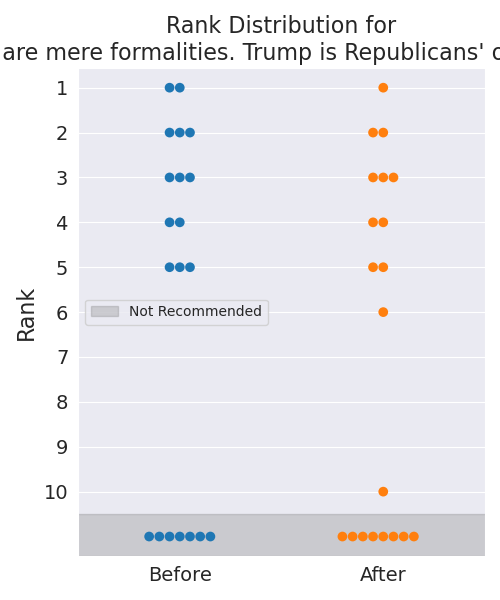 Rank Distribution for
are mere formalities. Trump is Republicans'
1
2
3
4
5
6
7
8
9
10
Rank
Not Recommended
Before
After